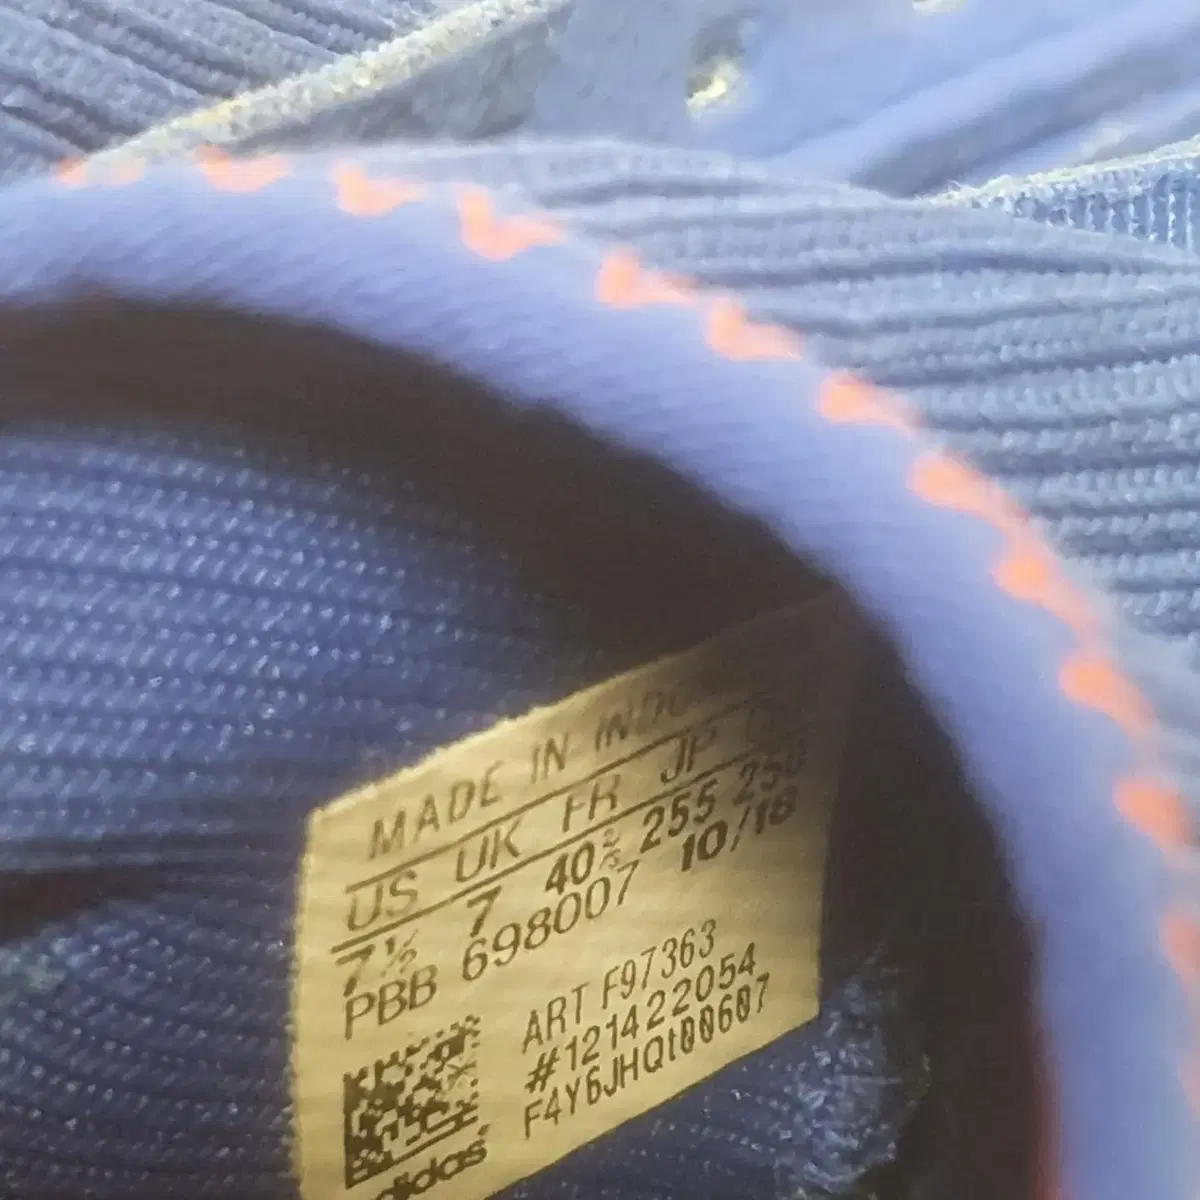 MADE IN INDO
US UK FR JP
7½ 7 40⅔ 255 250
PBB 698007 10/18
ART F97363
#121422054
F4Y6JHQt00607
adidas